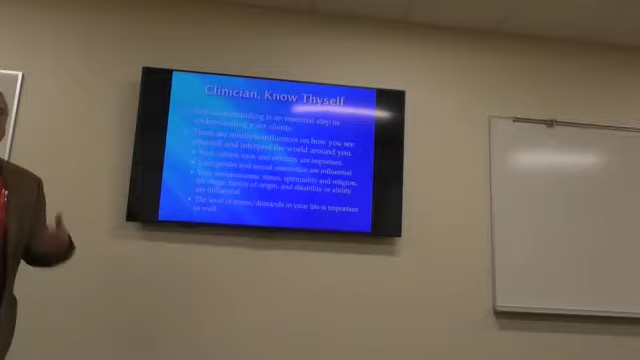 Clinician, Know Thyself
understanding is an essential step in
understanding your clients.
There are multiple influences on how you see
yourself and interpret the world around you.
Your culture, race and ethnicity are important.
Your gender and sexual orientation are influential
Your socioeconomic status, spirituality and religion,
language, family of origin, and disability or ability
are influential.
The level of stress/demands in your life is important
as well.